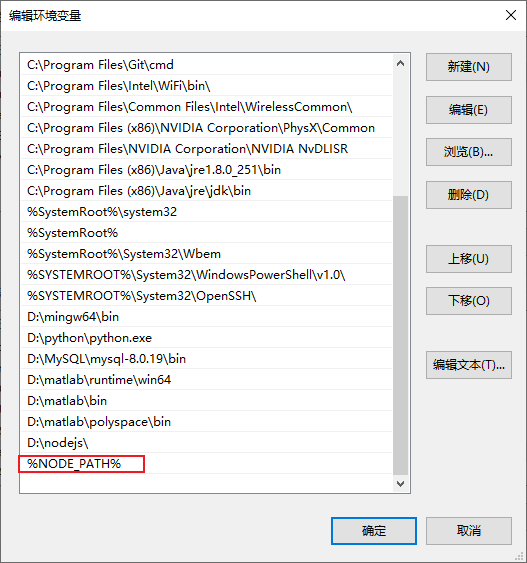 编辑环境变量
C:\Program Files\Git\cmd
C:\Program Files\Intel\WiFi\bin\
C:\Program Files\Common Files\Intel\WirelessCommon\
C:\Program Files (x86)\NVIDIA Corporation\PhysX\Common
C:\Program Files\NVIDIA Corporation\NVIDIA NvDLISR
C:\Program Files (x86)\Java\jre1.8.0_251\bin
C:\Program Files (x86)\Java\jre\jdk\bin
%SystemRoot%\system32
%SystemRoot%
%SystemRoot%\System32\Wbem
%SYSTEMROOT%\System32\WindowsPowerShell\v1.0\
%SYSTEMROOT%\System32\OpenSSH\
D:\mingw64\bin
D:\python\python.exe
D:\MySQL\mysql-8.0.19\bin
D:\matlab\runtime\win64
D:\matlab\bin
D:\matlab\polyspace\bin
D:\nodejs\
%NODE_PATH%
新建(N)
编辑(E)
浏览(B)...
删除(D)
上移(U)
下移(O)
编辑文本(T)...
确定
取消